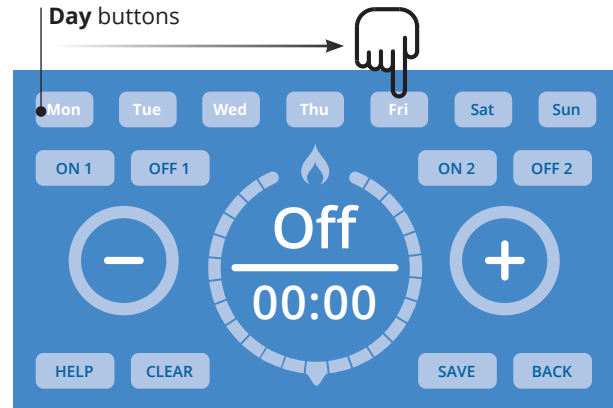 Day buttons
Mon Tue Wed Thu Fri Sat Sun
ON 1 OFF 1 ON 2 OFF 2
Off
00:00
HELP CLEAR SAVE BACK